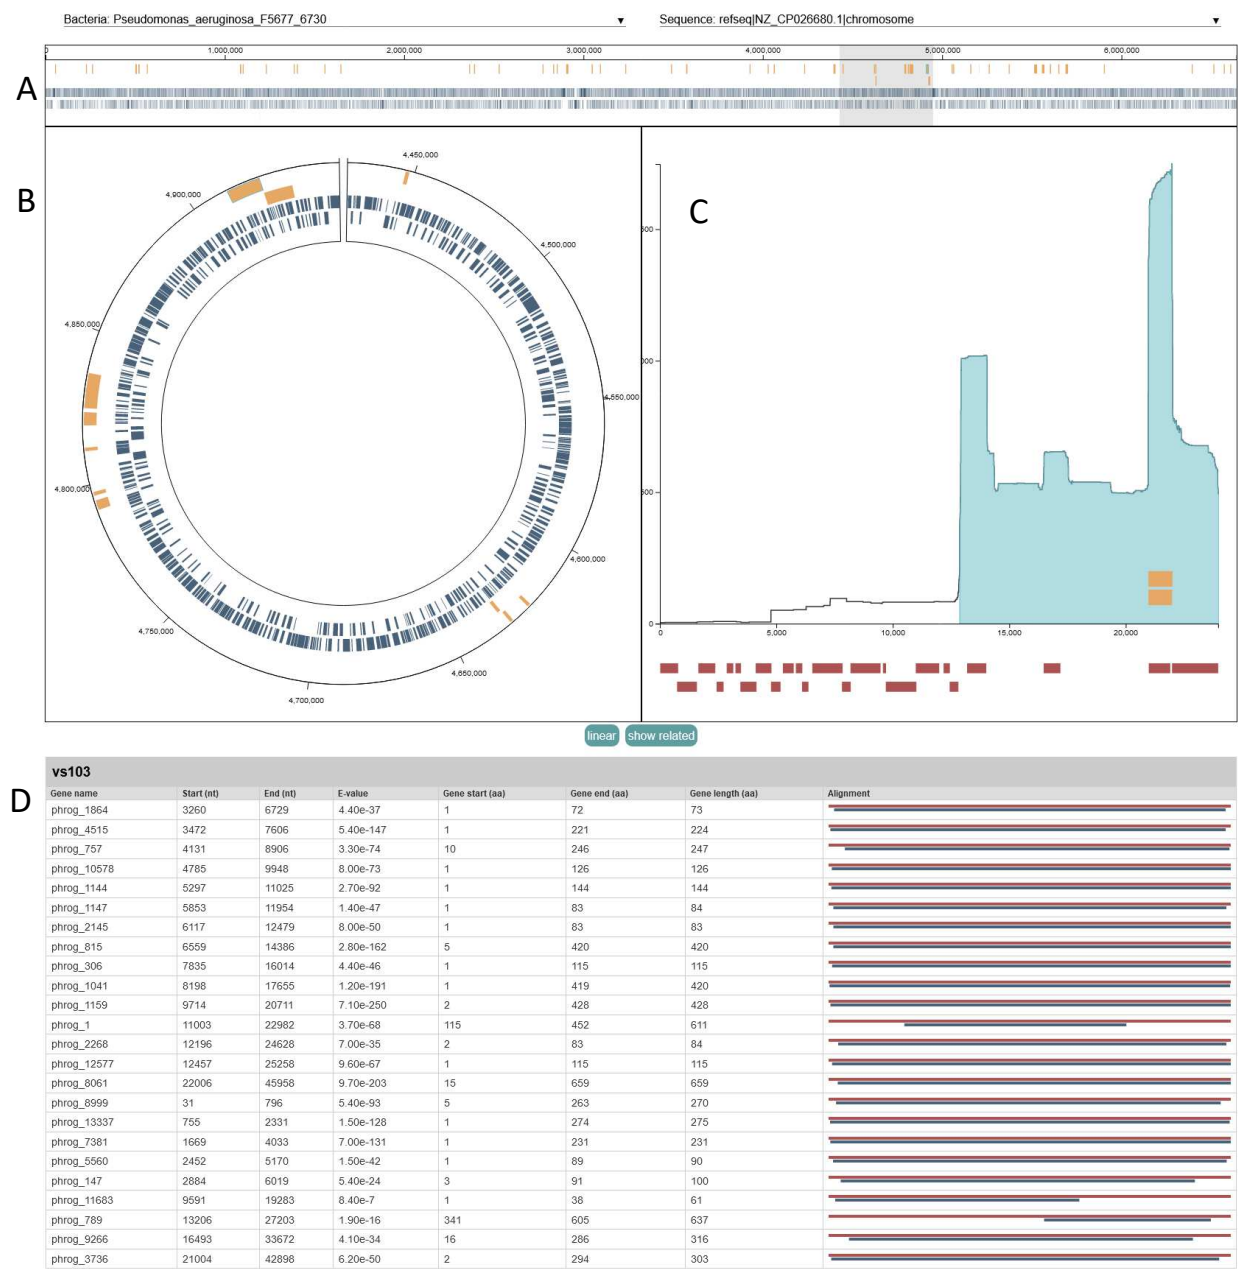 Bacteria: Pseudomonas_aeruginosa_F5677_6730 ▼ Sequence: refseq|NZ_CP026680.1|chromosome ▼
0 1,000,000 2,000,000 3,000,000 4,000,000 5,000,000 6,000,000
A
B
C
4,450,000
4,500,000
4,550,000
4,600,000
4,650,000
4,700,000
4,750,000
4,800,000
4,850,000
4,900,000
0
0 5,000 10,000 15,000 20,000
linear show related
D
vs103
Gene name Start (nt) End (nt) E-value Gene start (aa) Gene end (aa) Gene length (aa) Alignment
phrog_1864 3260 6729 4.40e-37 1 72 73
phrog_4515 3472 7606 5.40e-147 1 221 224
phrog_757 4131 8906 3.30e-74 10 246 247
phrog_10578 4785 9948 8.00e-73 1 126 126
phrog_1144 5297 11025 2.70e-92 1 144 144
phrog_1147 5853 11954 1.40e-47 1 83 84
phrog_2145 6117 12479 8.00e-50 1 83 83
phrog_815 6559 14386 2.80e-162 5 420 420
phrog_306 7835 16014 4.40e-46 1 115 115
phrog_1041 8198 17655 1.20e-191 1 419 420
phrog_1159 9714 20711 7.10e-250 2 428 428
phrog_1 11003 22982 3.70e-68 115 452 611
phrog_2268 12196 24628 7.00e-35 2 83 84
phrog_12577 12457 25258 9.60e-67 1 115 115
phrog_8061 22006 45958 9.70e-203 15 659 659
phrog_8999 31 796 5.40e-93 5 263 270
phrog_13337 755 2331 1.50e-128 1 274 275
phrog_7381 1669 4033 7.00e-131 1 231 231
phrog_5560 2452 5170 1.50e-42 1 89 90
phrog_147 2884 6019 5.40e-24 3 91 100
phrog_11683 9591 19283 8.40e-7 1 38 61
phrog_789 13206 27203 1.90e-16 341 605 637
phrog_9266 16493 33672 4.10e-34 16 286 316
phrog_3736 21004 42898 6.20e-50 2 294 303